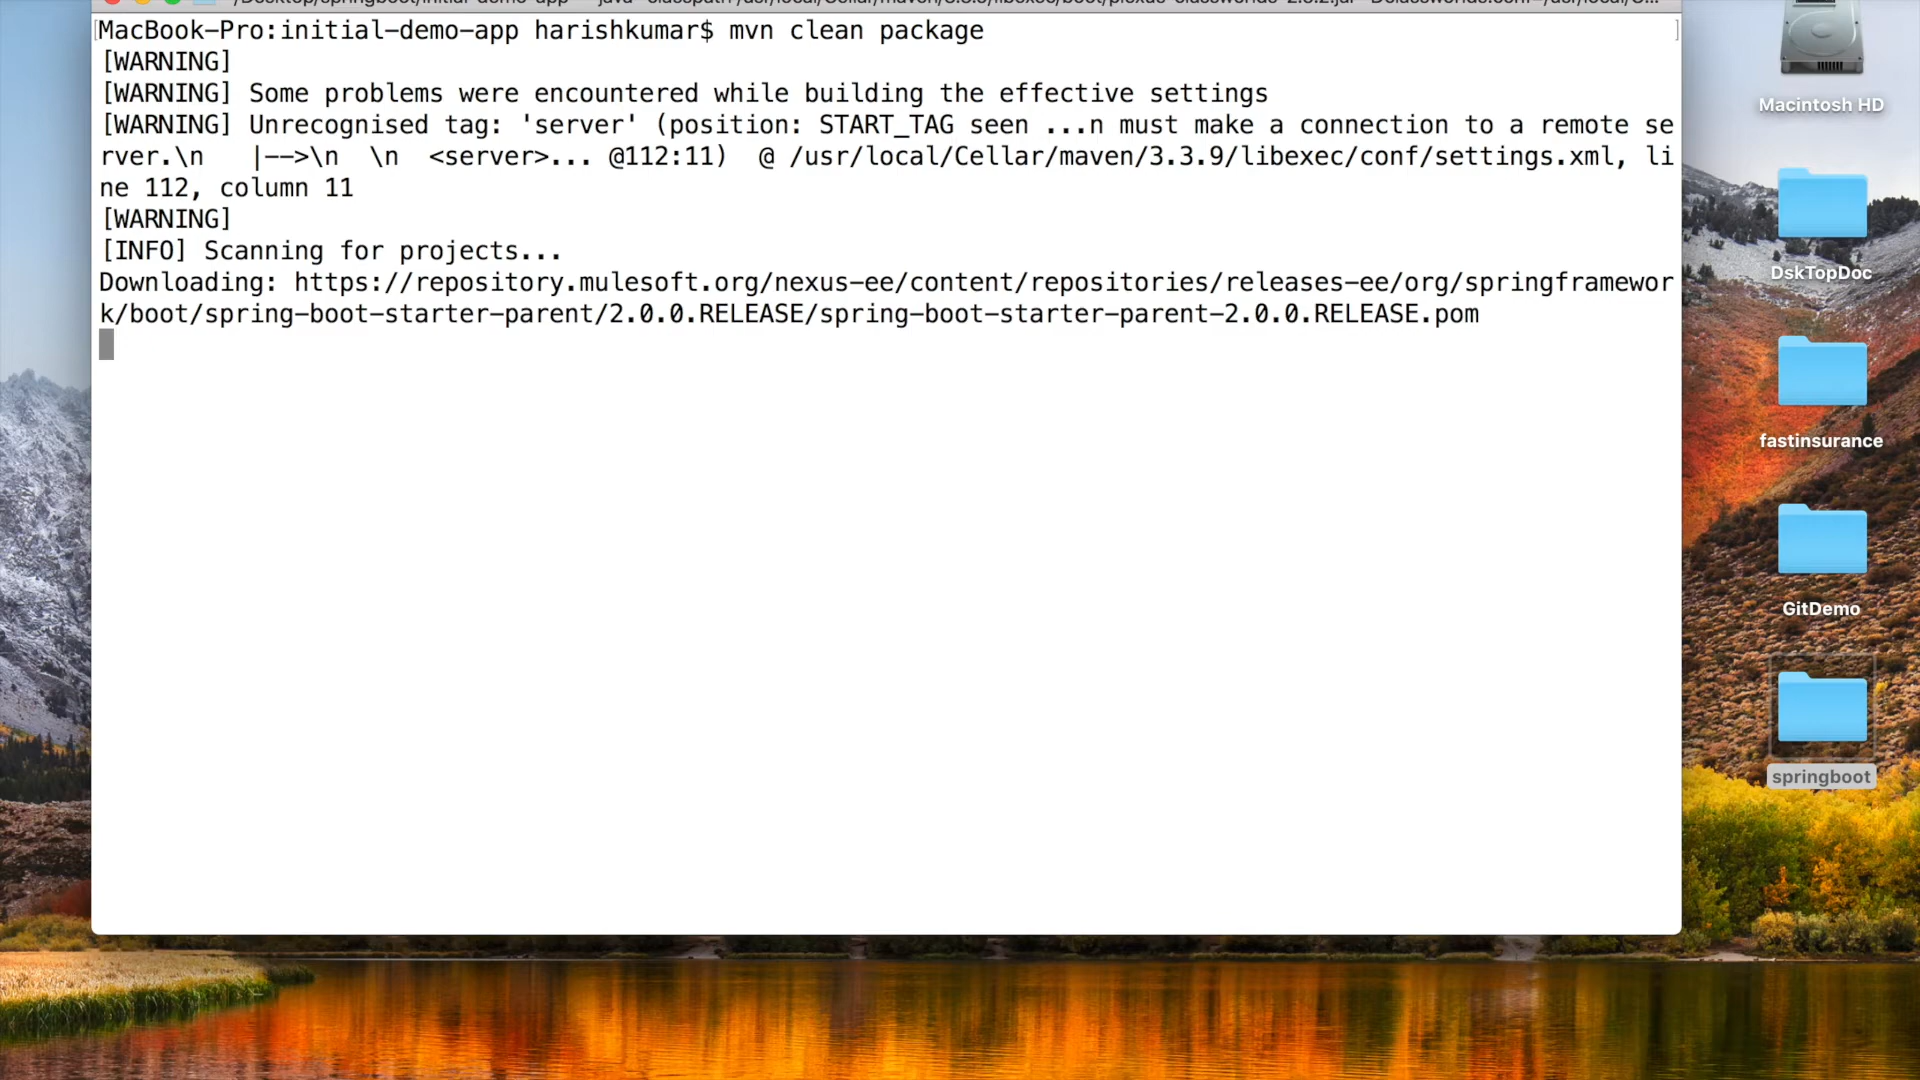 MacBook-Pro:initial-demo-app harishkumar$ mvn clean package
[WARNING]
[WARNING] Some problems were encountered while building the effective settings
[WARNING] Unrecognised tag: 'server' (position: START_TAG seen ...n must make a connection to a remote se
rver.\n   |-->\n  \n  <server>... @112:11)  @ /usr/local/Cellar/maven/3.3.9/libexec/conf/settings.xml, li
ne 112, column 11
[WARNING]
[INFO] Scanning for projects...
Downloading: https://repository.mulesoft.org/nexus-ee/content/repositories/releases-ee/org/springframewor
k/boot/spring-boot-starter-parent/2.0.0.RELEASE/spring-boot-starter-parent-2.0.0.RELEASE.pom
Macintosh HD
DskTopDoc
fastinsurance
GitDemo
springboot